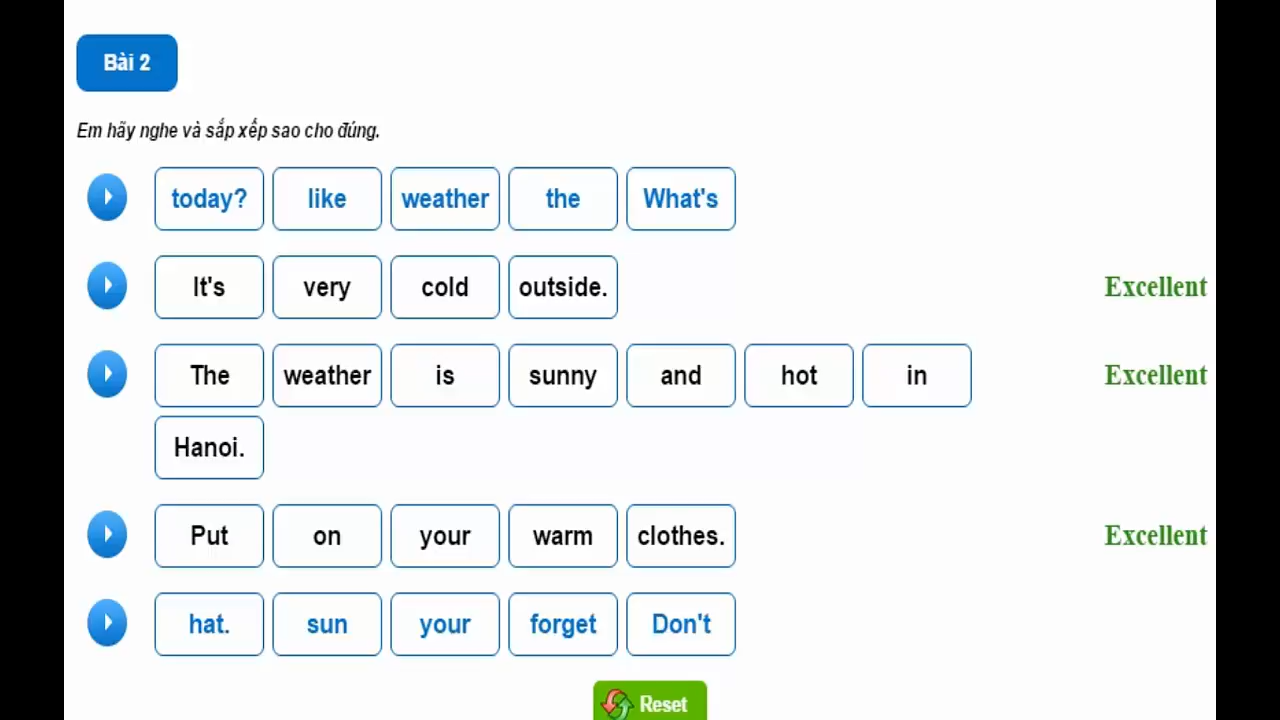 Bài 2
Em hãy nghe và sắp xếp sao cho đúng.
today? like weather the What's
It's very cold outside. Excellent
The weather is sunny and hot in Excellent
Hanoi.
Put on your warm clothes. Excellent
hat. sun your forget Don't
Reset